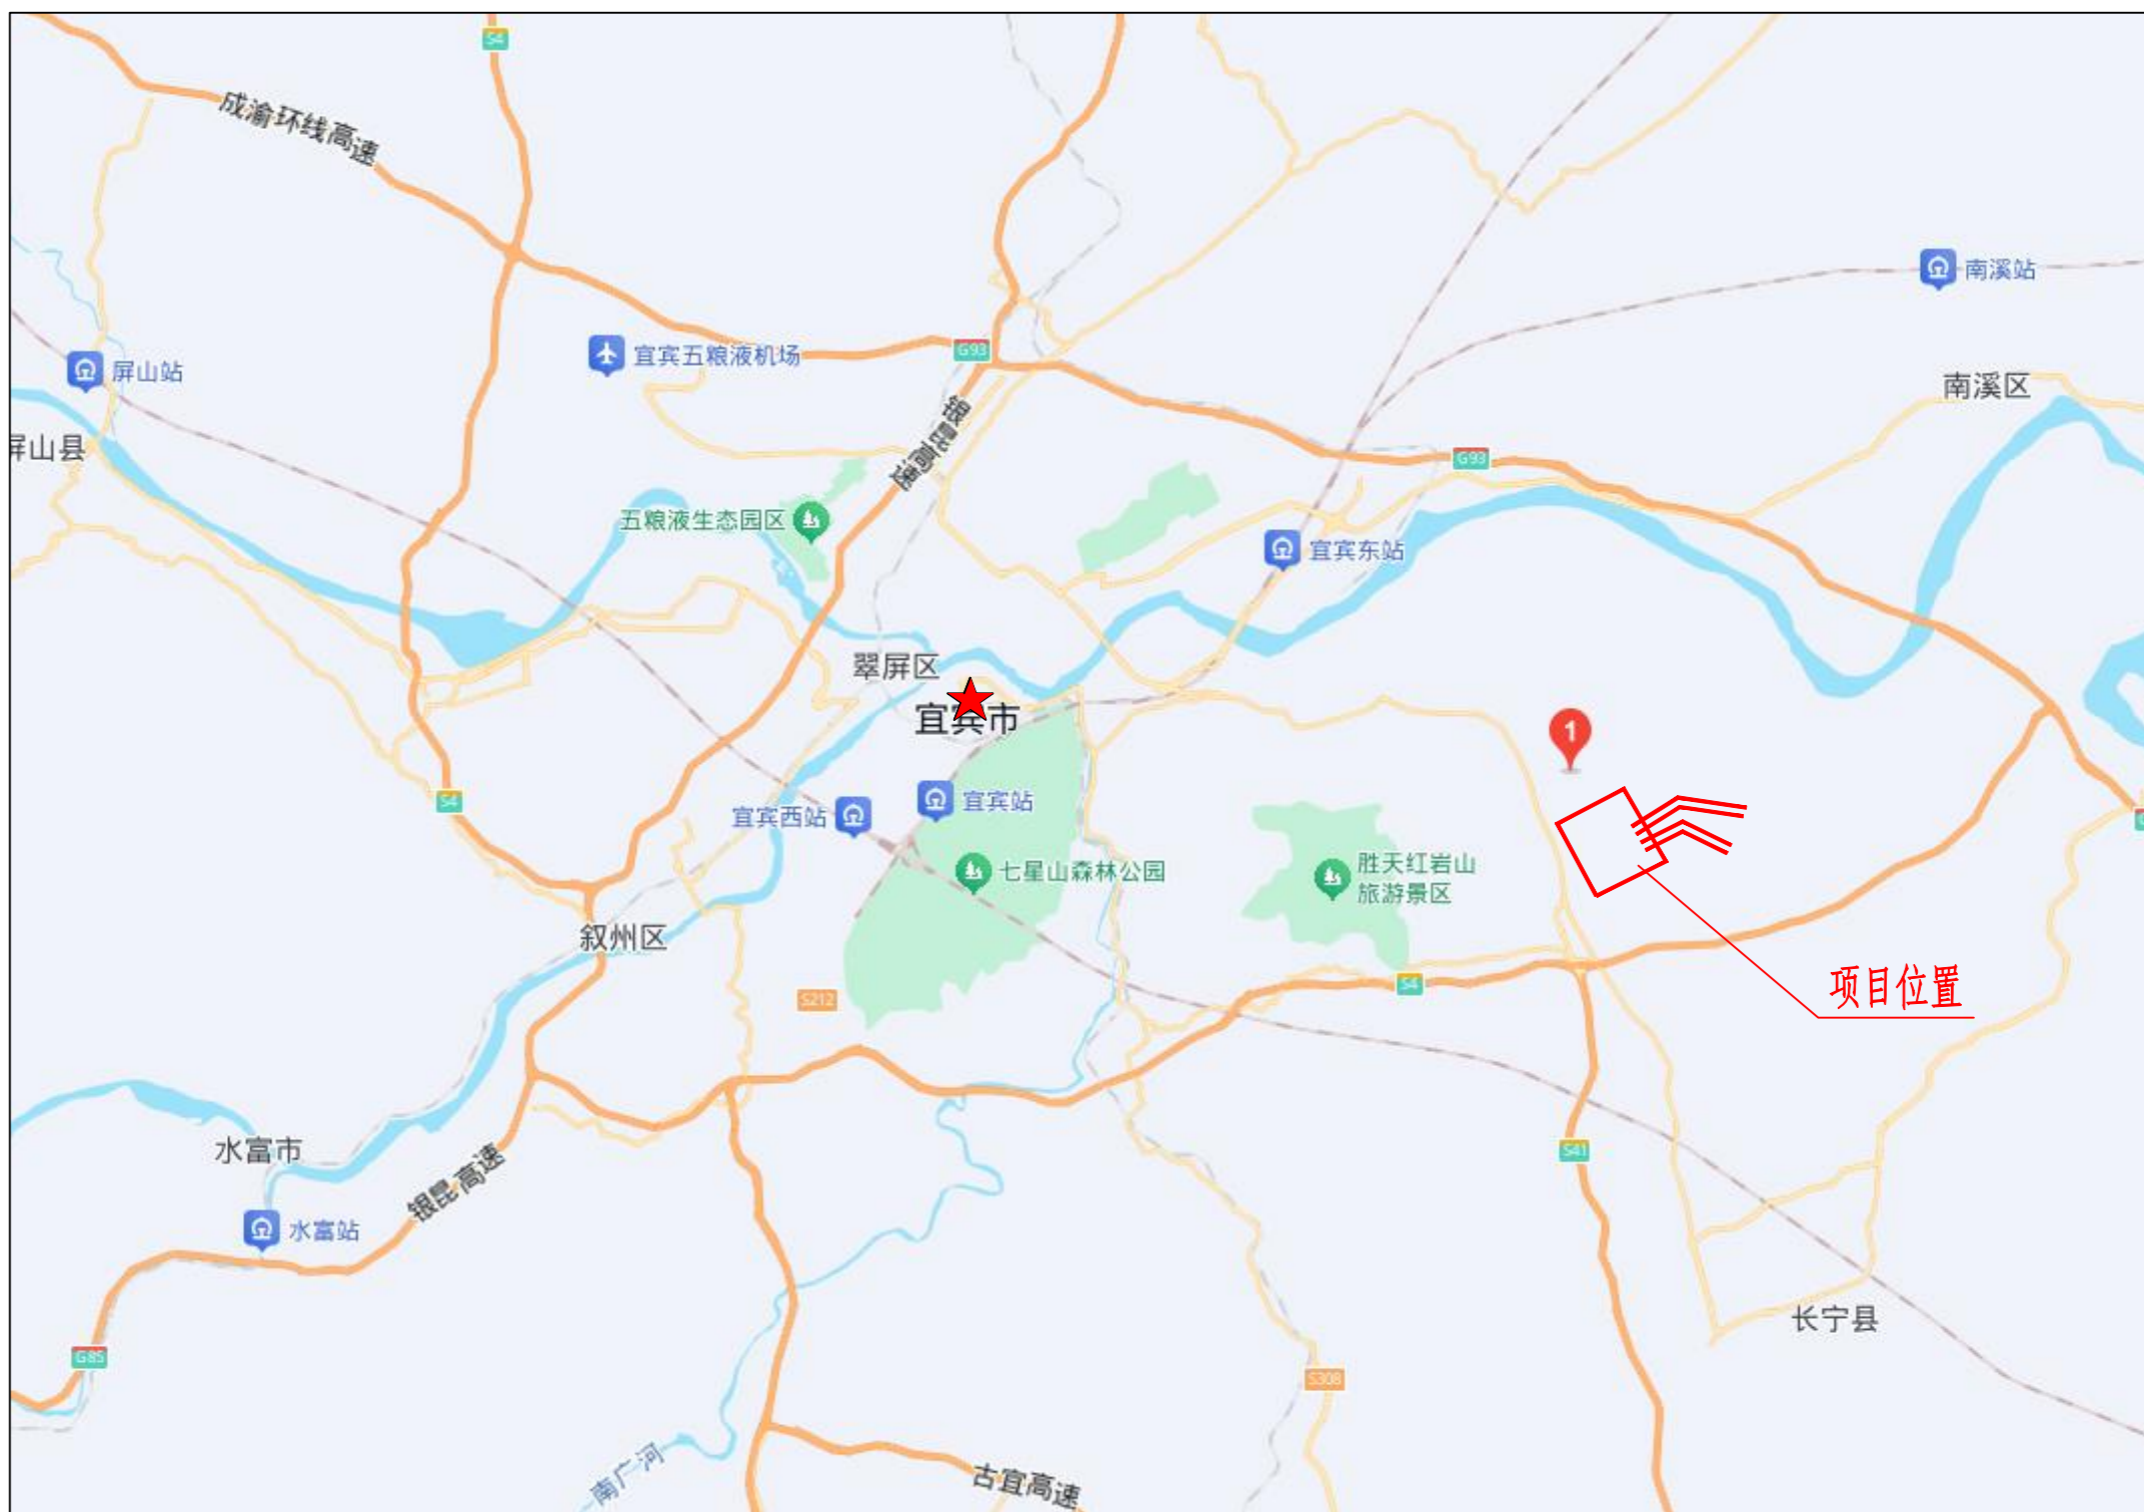 S4
成渝环线高速
南溪站
G93
宜宾五粮液机场
屏山站
南溪区
银昆高速
屏山县
G93
五粮液生态园区
宜宾东站
翠屏区
宜宾市
1
S4
宜宾站
宜宾西站
七星山森林公园
胜天红岩山
旅游景区
叙州区
S212
S4
项目位置
水富市
银昆高速
S41
水富站
长宁县
G85
S308
南广河
古宜高速